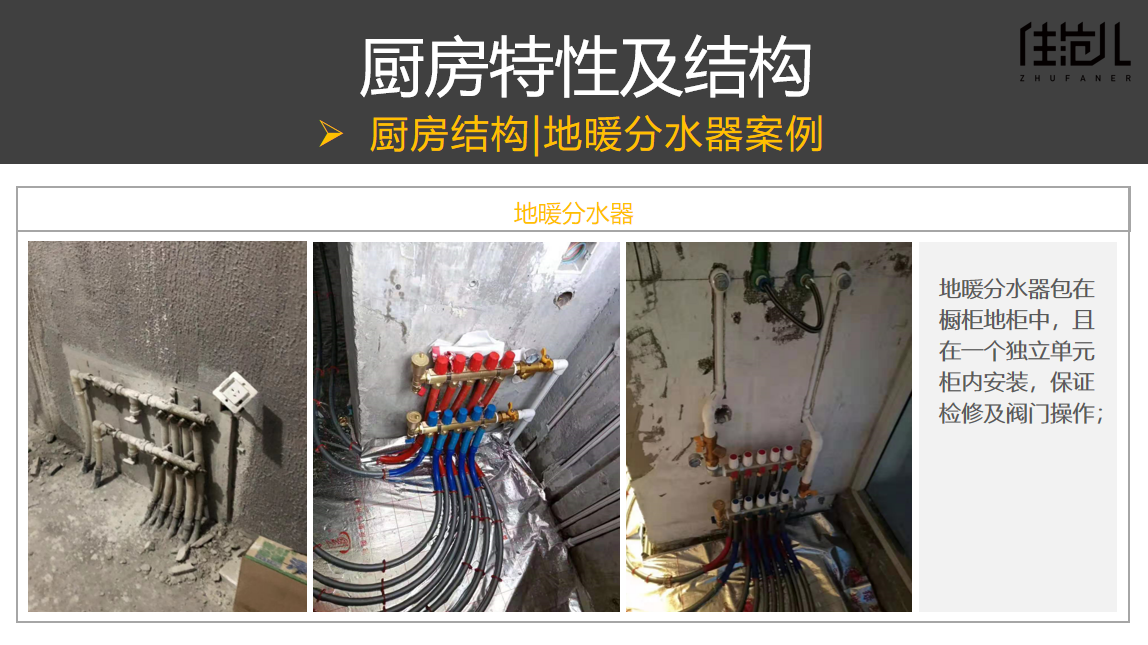 厨房特性及结构
住范儿
ZHUFANER
➢ 厨房结构|地暖分水器案例
地暖分水器
地暖分水器包在
橱柜地柜中，且
在一个独立单元
柜内安装，保证
检修及阀门操作；